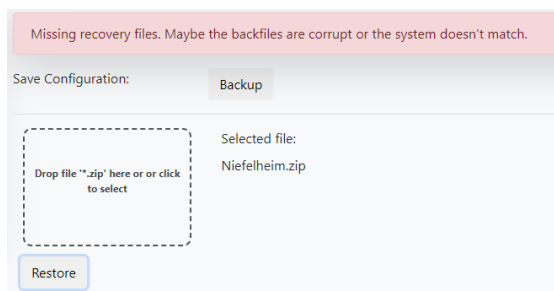 Missing recovery files. Maybe the backfiles are corrupt or the system doesn't match.
Save Configuration:
Backup
Selected file:
Niefelheim.zip
Drop file '*.zip' here or or click
to select
Restore